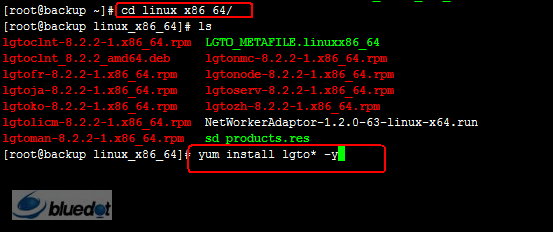 [root@backup ~]# cd linux_x86_64/
[root@backup linux_x86_64]# ls
lgtoclnt-8.2.2-1.x86_64.rpm LGTO_METAFILE.linuxx86_64
lgtoclnt_8.2.2_amd64.deb lgtonmc-8.2.2-1.x86_64.rpm
lgtofr-8.2.2-1.x86_64.rpm lgtonode-8.2.2-1.x86_64.rpm
lgtoja-8.2.2-1.x86_64.rpm lgtoserv-8.2.2-1.x86_64.rpm
lgtoko-8.2.2-1.x86_64.rpm lgtozh-8.2.2-1.x86_64.rpm
lgtolicm-8.2.2-1.x86_64.rpm NetWorkerAdaptor-1.2.0-63-linux-x64.run
lgtoman-8.2.2-1.x86_64.rpm sd_products.res
[root@backup linux_x86_64]# yum install lgto* -y
bluedot